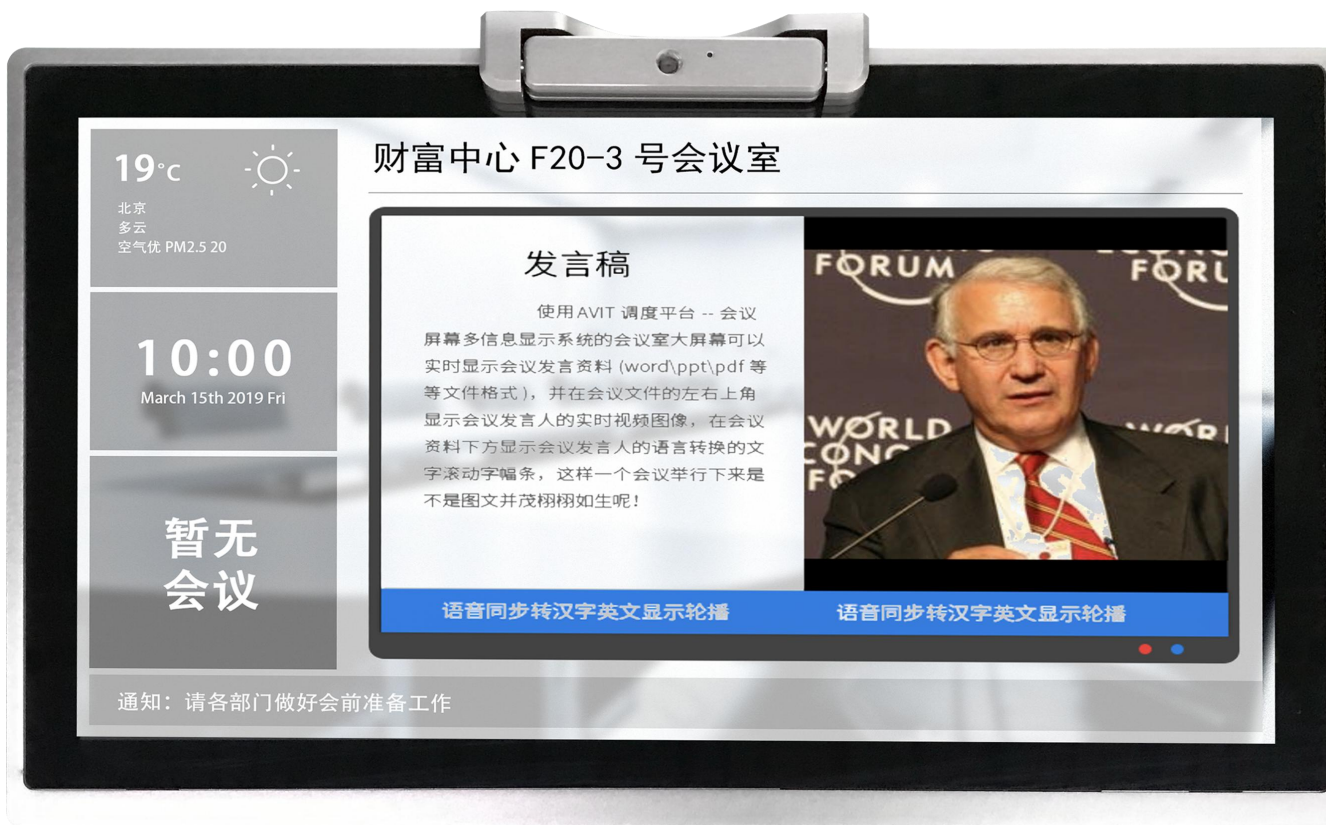 19°C
北京
多云
空气优 PM2.5 20
10:00
March 15th 2019 Fri
暂无
会议
财富中心 F20-3 号会议室
发言稿
使用AVIT 调度平台 -- 会议
屏幕多信息显示系统的会议室大屏幕可以
实时显示会议发言资料 (word\ppt\pdf 等
等文件格式 )，并在会议文件的左右上角
显示会议发言人的实时视频图像，在会议
资料下方显示会议发言人的语言转换的文
字滚动字幅条，这样一个会议举行下来是
不是图文并茂栩栩如生呢！
FORUM
FORU
WORLD
CONG
FO
WOR
语音同步转汉字英文显示轮播
语音同步转汉字英文显示轮播
通知：请各部门做好会前准备工作